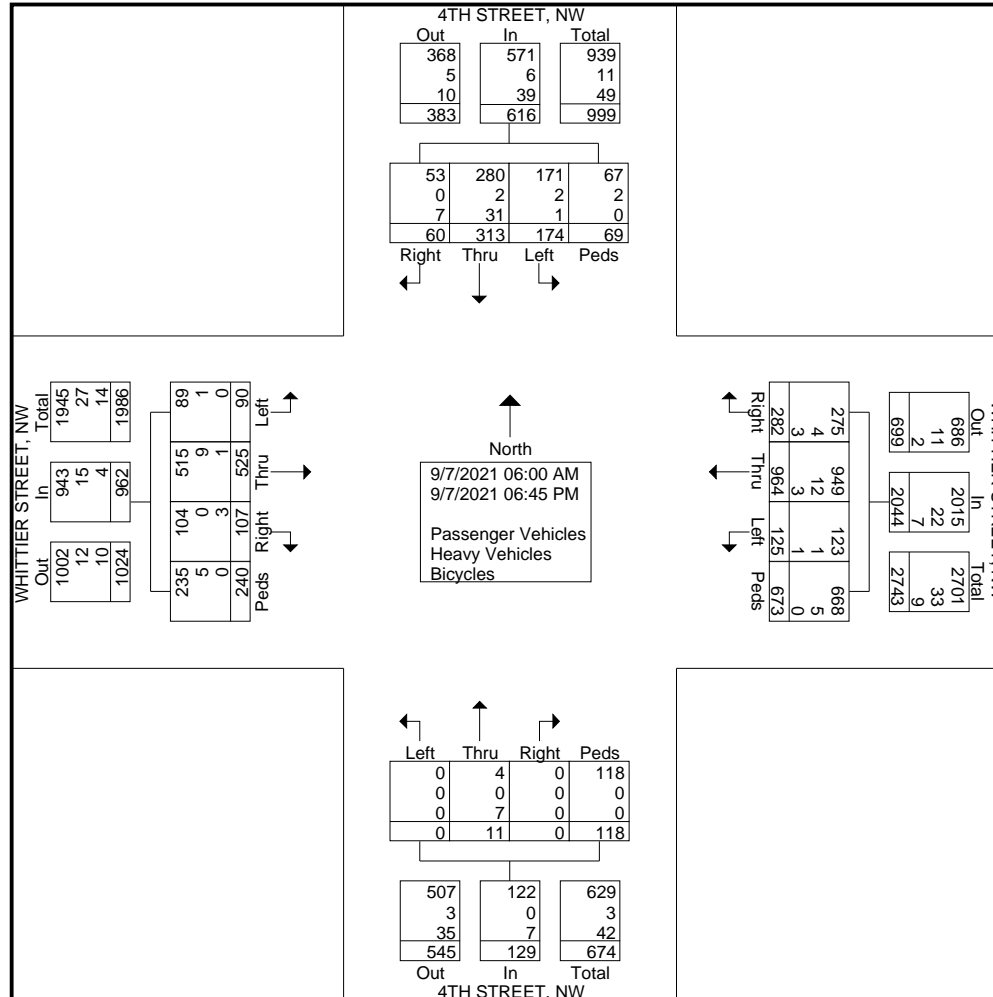 4TH STREET, NW
Out In Total
368 571 939
5 6 11
10 39 49
383 616 999
53 280 171 67
0 2 2 2
7 31 1 0
60 313 174 69
Right Thru Left Peds
WHITTIER STREET, NW
Total In Out
1945 943 1002
27 15 12
14 4 10
1986 962 1024
89 515 104 235
1 9 0 5
0 1 3 0
90 525 107 240
Left Thru Right Peds
North
9/7/2021 06:00 AM
9/7/2021 06:45 PM
Passenger Vehicles
Heavy Vehicles
Bicycles
Right Thru Left Peds
275 949 123 668
4 12 1 5
3 3 1 0
282 964 125 673
Out In Total
686 2015 2701
11 22 33
2 7 9
699 2044 2743
Left Thru Right Peds
0 4 0 118
0 0 0 0
0 7 0 0
0 11 0 118
507 122 629
3 0 3
35 7 42
545 129 674
Out In Total
4TH STREET, NW